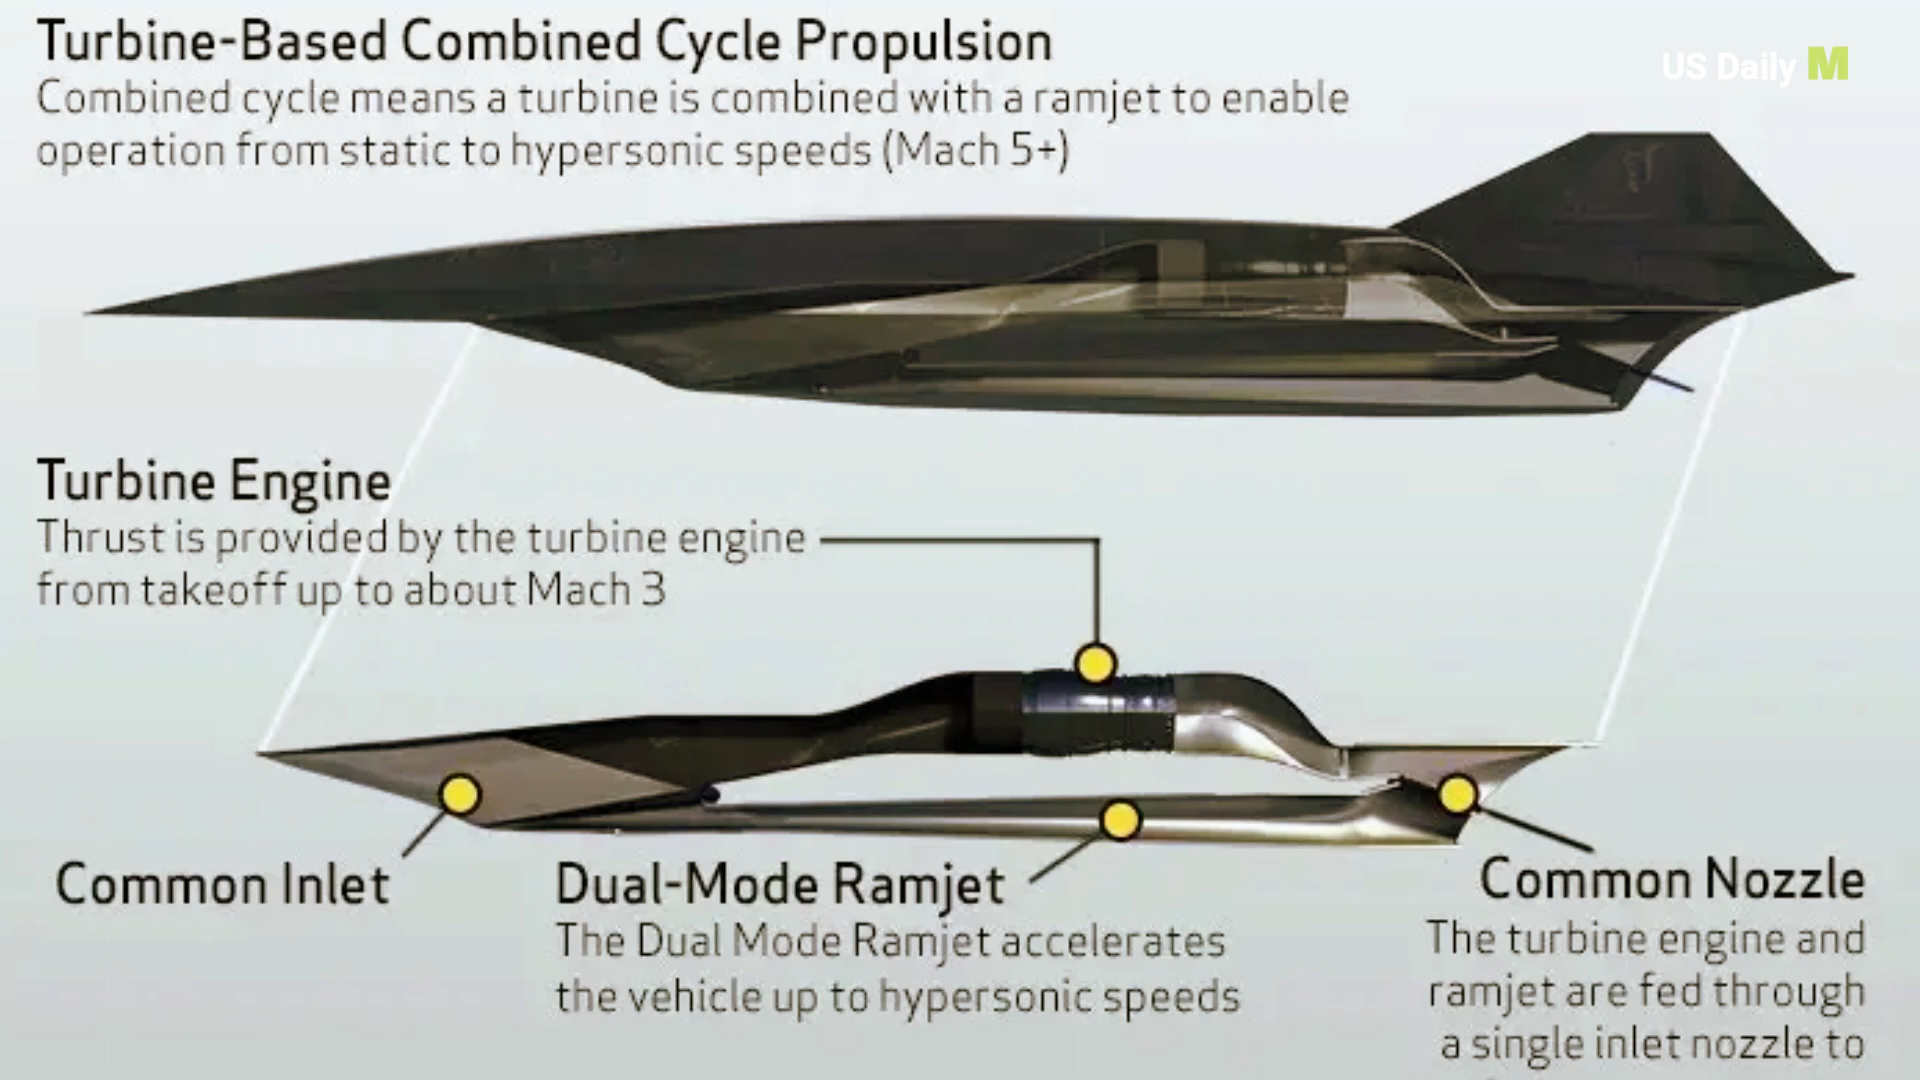 Turbine-Based Combined Cycle Propulsion
Combined cycle means a turbine is combined with a ramjet to enable
operation from static to hypersonic speeds (Mach 5+)
US Daily M
Turbine Engine
Thrust is provided by the turbine engine
from takeoff up to about Mach 3
Common Inlet
Dual-Mode Ramjet
The Dual Mode Ramjet accelerates
the vehicle up to hypersonic speeds
Common Nozzle
The turbine engine and
ramjet are fed through
a single inlet nozzle to